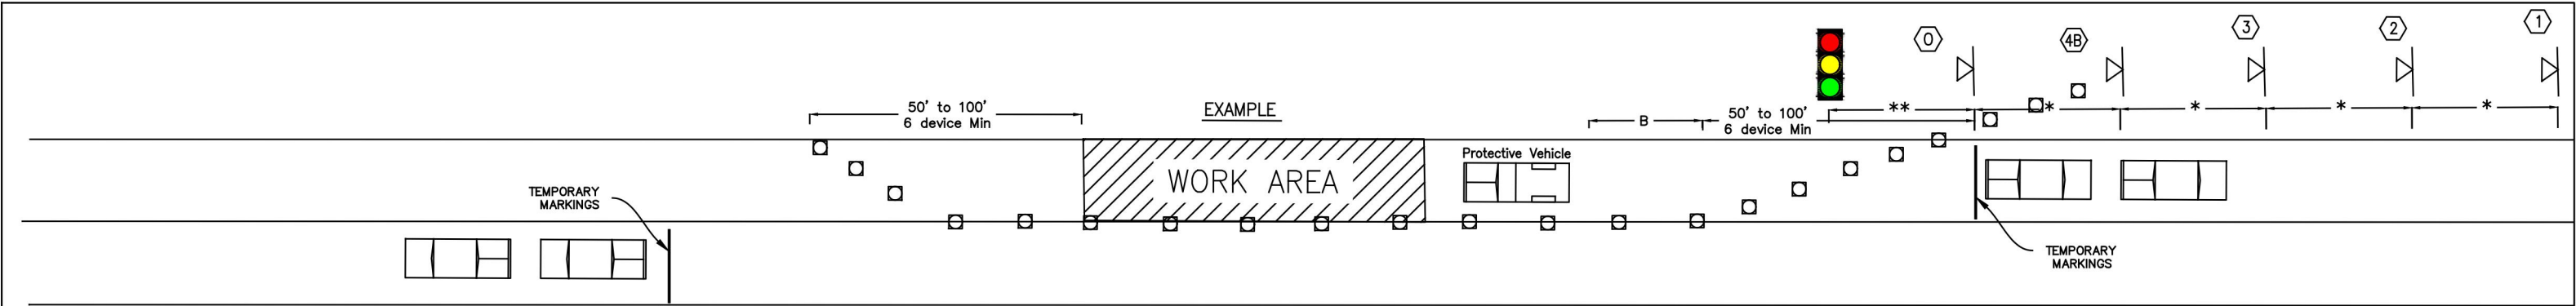 1
2
3
4B
0
50' to 100'
6 device Min
EXAMPLE
B
50' to 100'
6 device Min
**
*
*
*
*
Protective Vehicle
WORK AREA
TEMPORARY
MARKINGS
TEMPORARY
MARKINGS